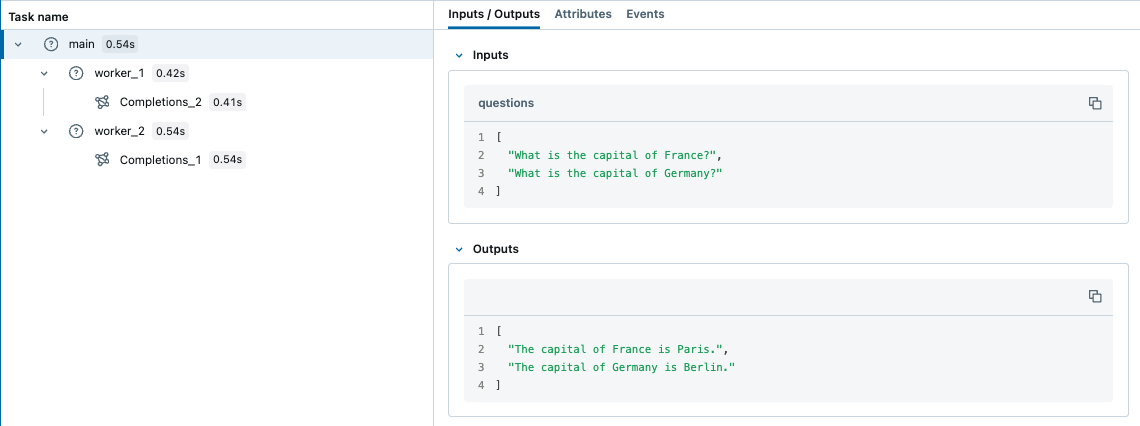 Task name
main 0.54s
worker_1 0.42s
Completions_2 0.41s
worker_2 0.54s
Completions_1 0.54s
Inputs / Outputs Attributes Events
Inputs
questions
1 [
2 "What is the capital of France?",
3 "What is the capital of Germany?"
4 ]
Outputs
1 [
2 "The capital of France is Paris.",
3 "The capital of Germany is Berlin."
4 ]